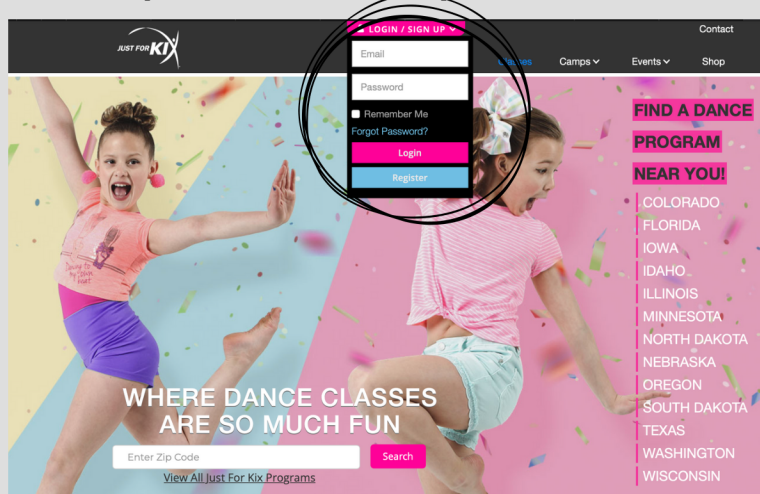 JUST FOR KIX
LOGIN / SIGN UP
Contact
Email
Classes
Camps
Events
Shop
Password
Remember Me
Forgot Password?
Login
Register
FIND A DANCE
PROGRAM
NEAR YOU!
COLORADO
FLORIDA
IOWA
IDAHO
ILLINOIS
MINNESOTA
NORTH DAKOTA
NEBRASKA
OREGON
SOUTH DAKOTA
TEXAS
WASHINGTON
WISCONSIN
WHERE DANCE CLASSES
ARE SO MUCH FUN
Enter Zip Code
Search
View All Just For Kix Programs